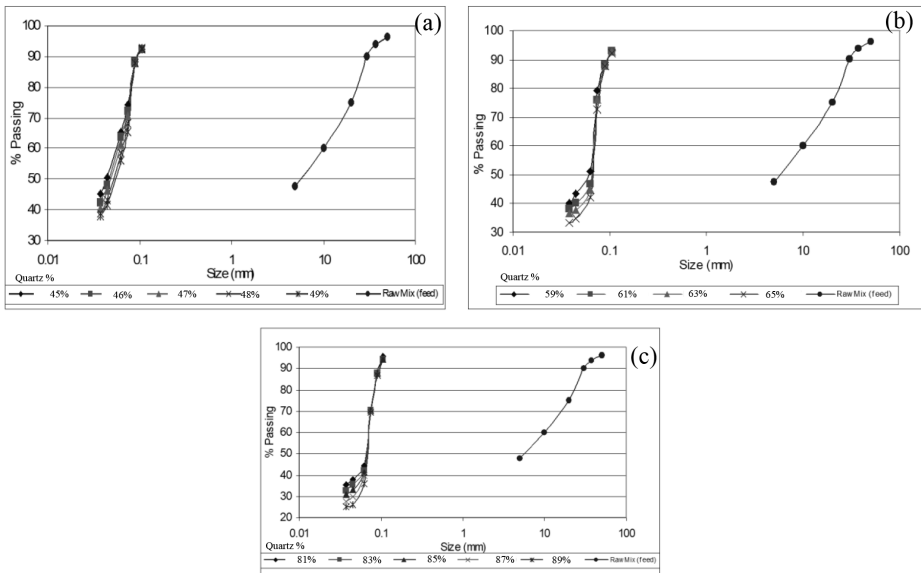 (a)
% Passing
100
90
80
70
60
50
40
30
0.01 0.1 1 10 100
Size (mm)
Quartz %
45% 46% 47% 48% 49% Raw Mix (feed)
(b)
% Passing
100
90
80
70
60
50
40
30
0.01 0.1 1 10 100
Size (mm)
Quartz %
59% 61% 63% 65% Raw Mix (feed)
(c)
% Passing
100
90
80
70
60
50
40
30
20
0.01 0.1 1 10 100
Size (mm)
Quartz %
81% 83% 85% 87% 89% Raw Mix (feed)